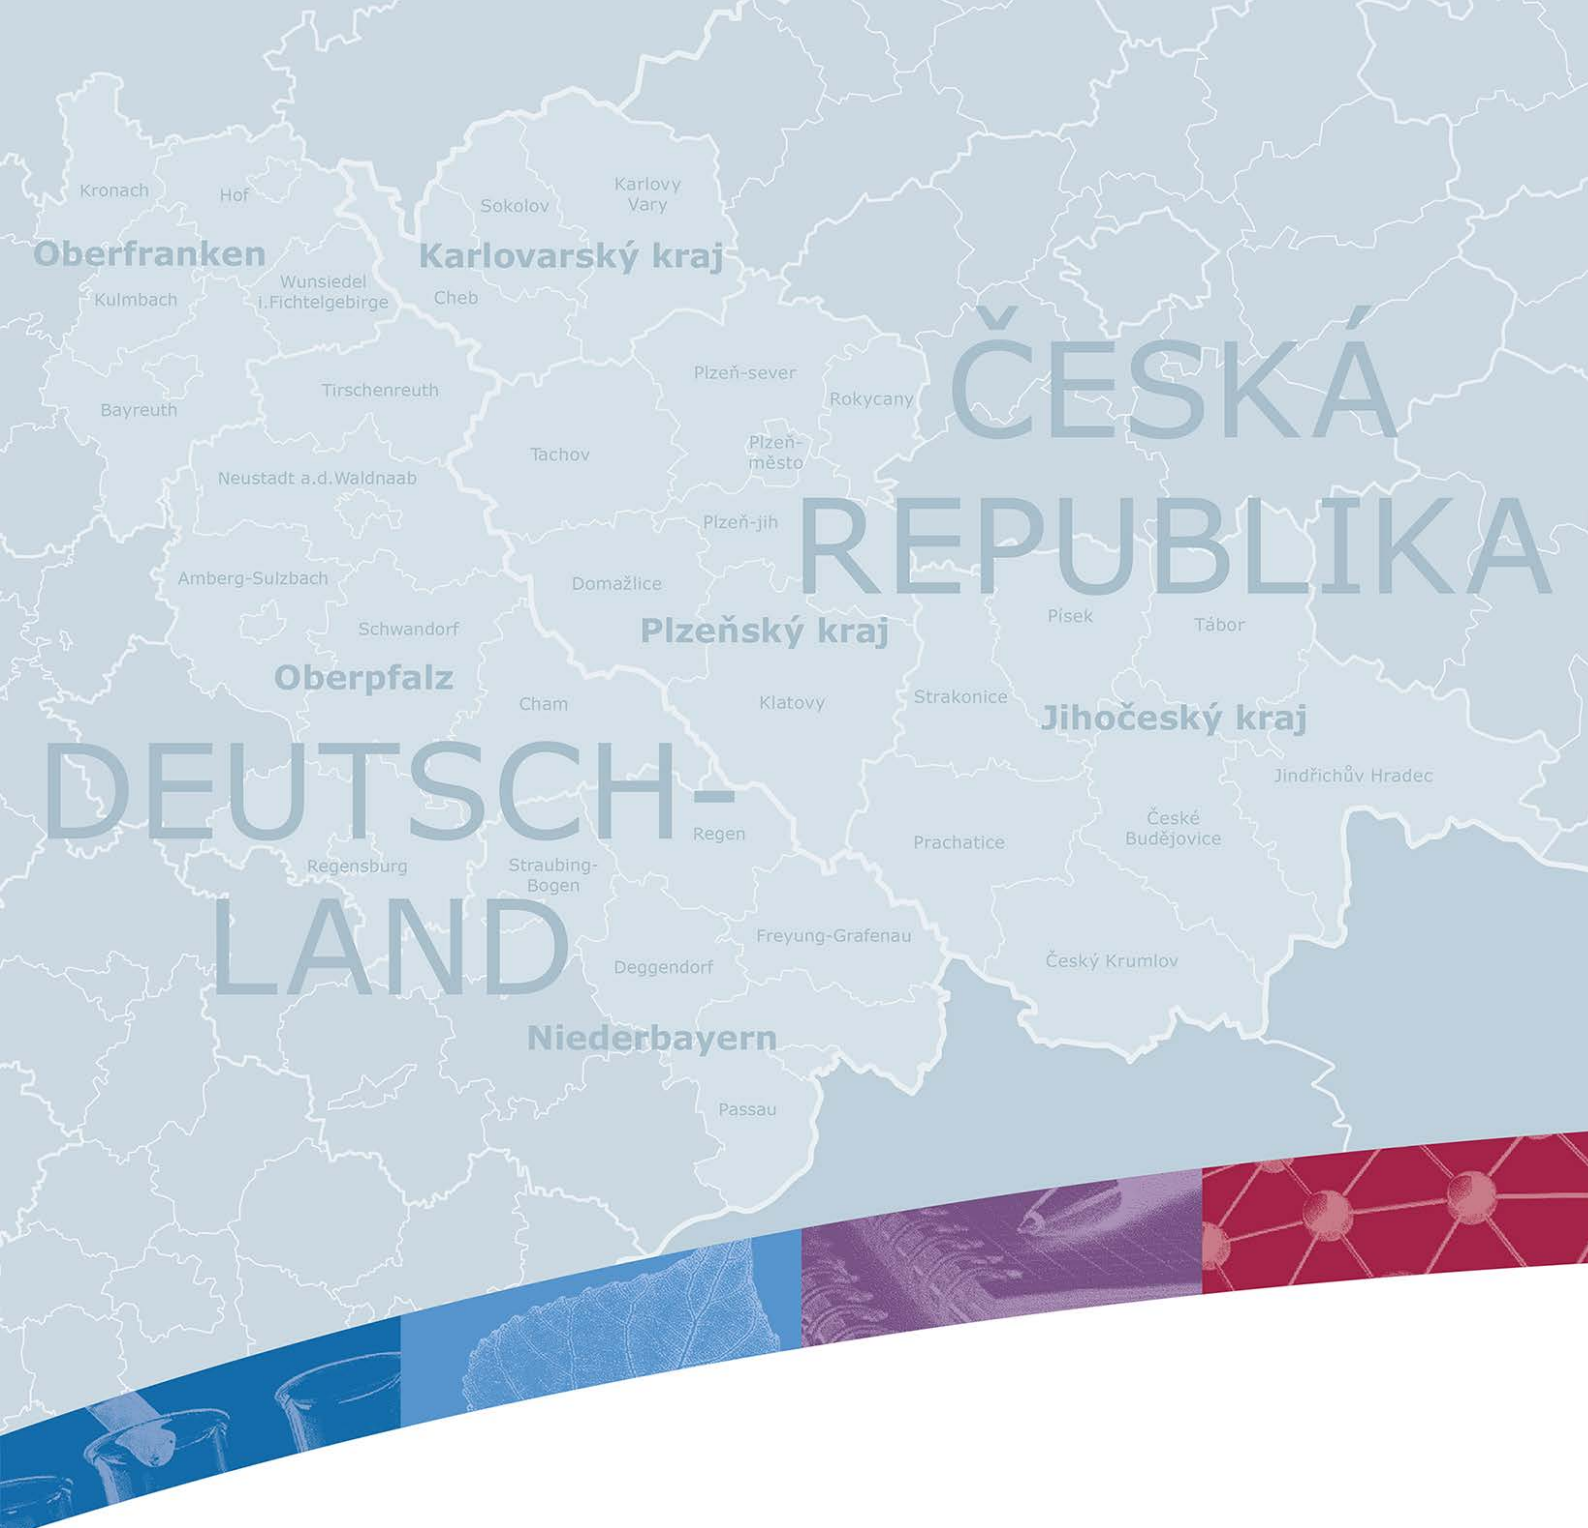 Kronach
Hof
Sokolov
Karlovy
Vary
Oberfranken
Karlovarský kraj
Kulmbach
Wunsiedel
i.Fichtelgebirge
Cheb
ČESKÁ
REPUBLIKA
Bayreuth
Tirschenreuth
Plzeň-sever
Rokycany
Tachov
Plzeň-
město
Neustadt a.d.Waldnaab
Plzeň-jih
Amberg-Sulzbach
Domažlice
Schwandorf
Plzeňský kraj
Písek
Tábor
Oberpfalz
Cham
Klatovy
Strakonice
Jihočeský kraj
DEUTSCH-
LAND
Jindřichův Hradec
Regen
Prachatice
České
Budějovice
Regensburg
Straubing-
Bogen
Freyung-Grafenau
Deggendorf
Český Krumlov
Niederbayern
Passau